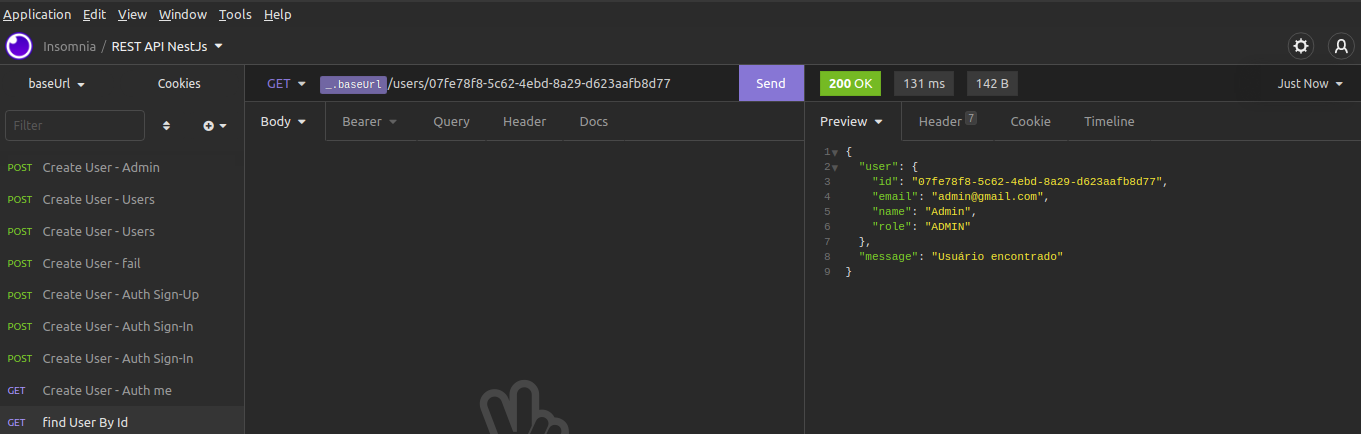 Application Edit View Window Tools Help
Insomnia / REST API NestJs
baseUrl Cookies
GET _.baseUrl /users/07fe78f8-5c62-4ebd-8a29-d623aafb8d77 Send
200 OK 131 ms 142 B Just Now
Filter
Body Bearer Query Header Docs
Preview Header 7 Cookie Timeline
POST Create User - Admin
POST Create User - Users
POST Create User - Users
POST Create User - fail
POST Create User - Auth Sign-Up
POST Create User - Auth Sign-In
POST Create User - Auth Sign-In
GET Create User - Auth me
GET find User By Id
1 {
2 "user": {
3 "id": "07fe78f8-5c62-4ebd-8a29-d623aafb8d77",
4 "email": "admin@gmail.com",
5 "name": "Admin",
6 "role": "ADMIN"
7 },
8 "message": "Usuário encontrado"
9 }